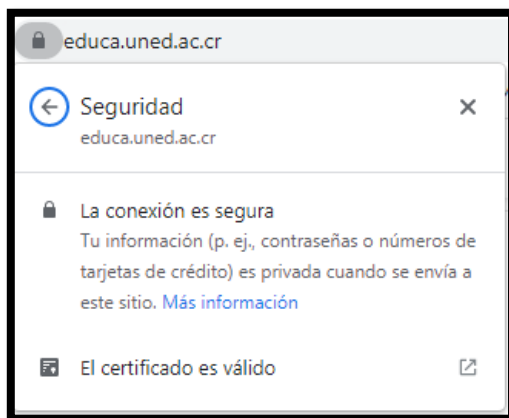 educa.uned.ac.cr
Seguridad
educa.uned.ac.cr
La conexión es segura
Tu información (p. ej., contraseñas o números de
tarjetas de crédito) es privada cuando se envía a
este sitio. Más información
El certificado es válido